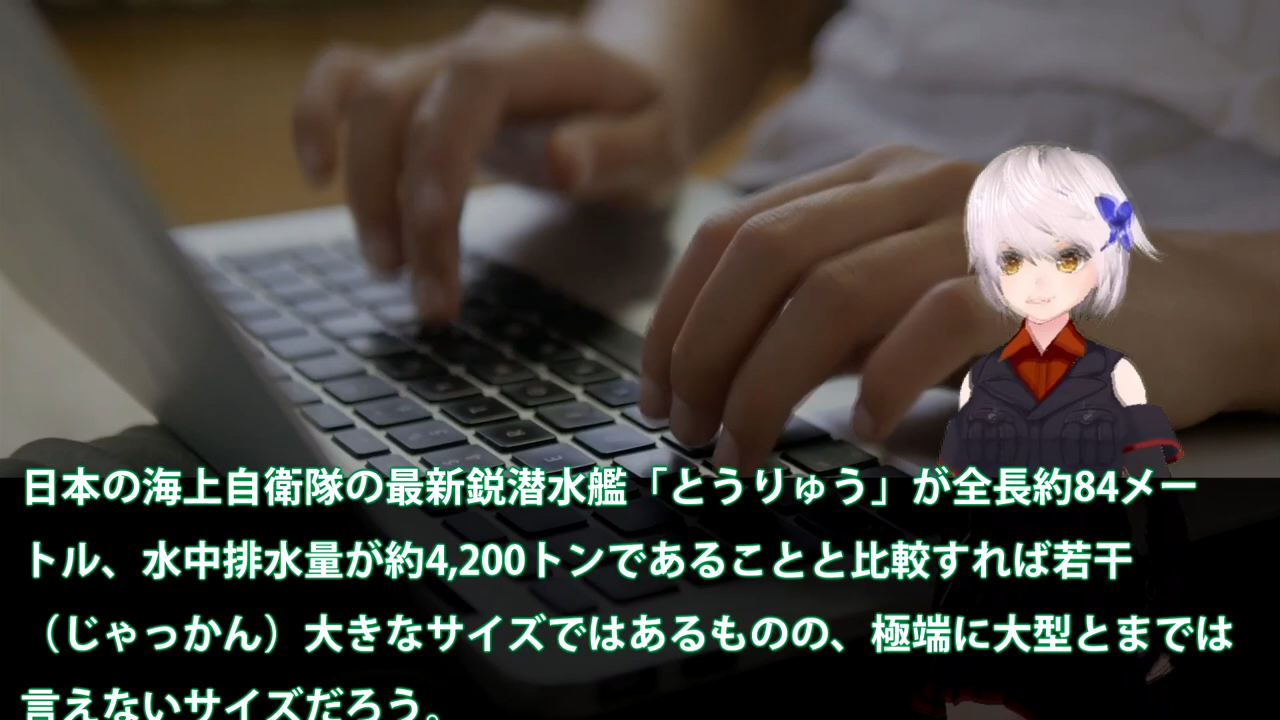 日本の海上自衛隊の最新鋭潜水艦「とうりゅう」が全長約84メー
トル、水中排水量が約4,200トンであることと比較すれば若干
（じゃっかん）大きなサイズではあるものの、極端に大型とまでは
言えないサイズだろう。